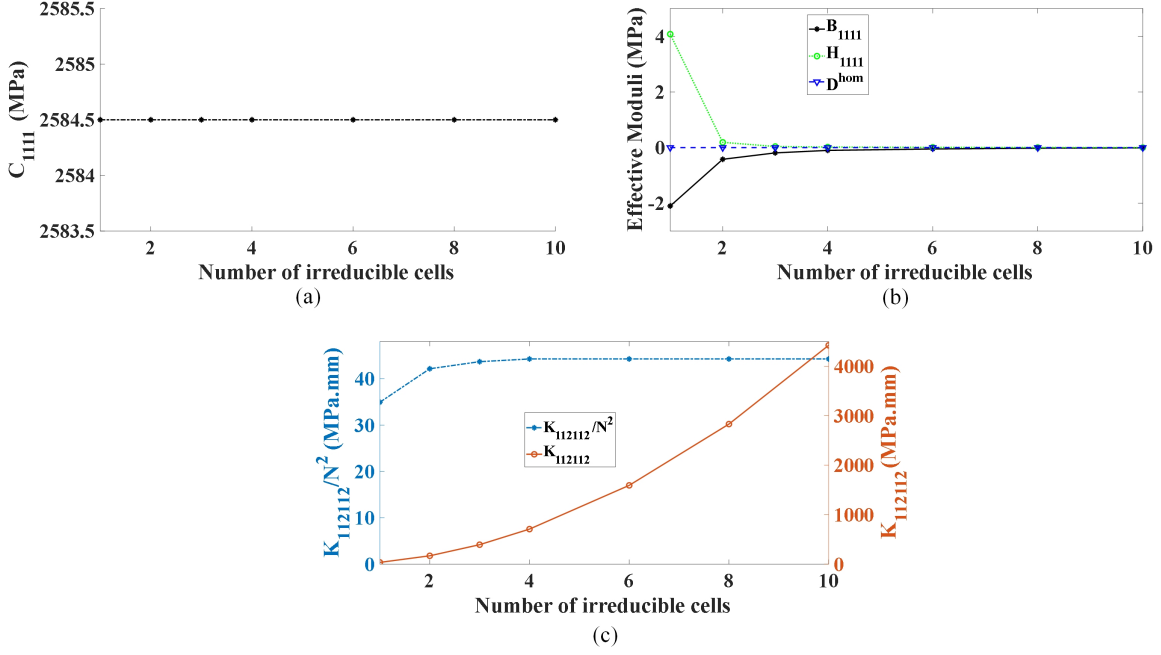 2585.5
2585
2584.5
2584
2583.5
C1111 (MPa)
2 4 6 8 10
Number of irreducible cells
(a)
4
2
0
-2
Effective Moduli (MPa)
B1111
H1111
Dhom
2 4 6 8 10
Number of irreducible cells
(b)
40
30
20
10
0
K112112/N2 (MPa.mm)
K112112/N2
K112112
4000
3000
2000
1000
0
K112112 (MPa.mm)
2 4 6 8 10
Number of irreducible cells
(c)